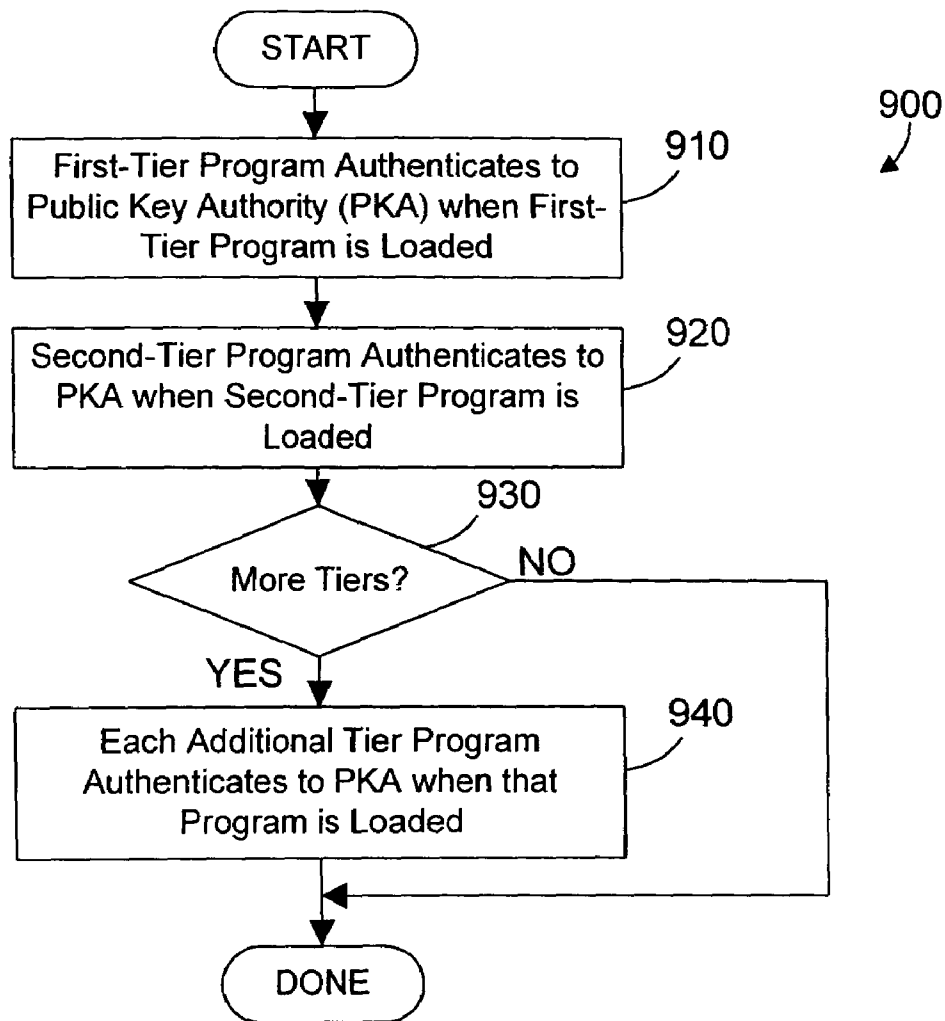 START
900
First-Tier Program Authenticates to
Public Key Authority (PKA) when First-
Tier Program is Loaded
910
Second-Tier Program Authenticates to
PKA when Second-Tier Program is
Loaded
920
930
More Tiers?
NO
YES
Each Additional Tier Program
Authenticates to PKA when that
Program is Loaded
940
DONE